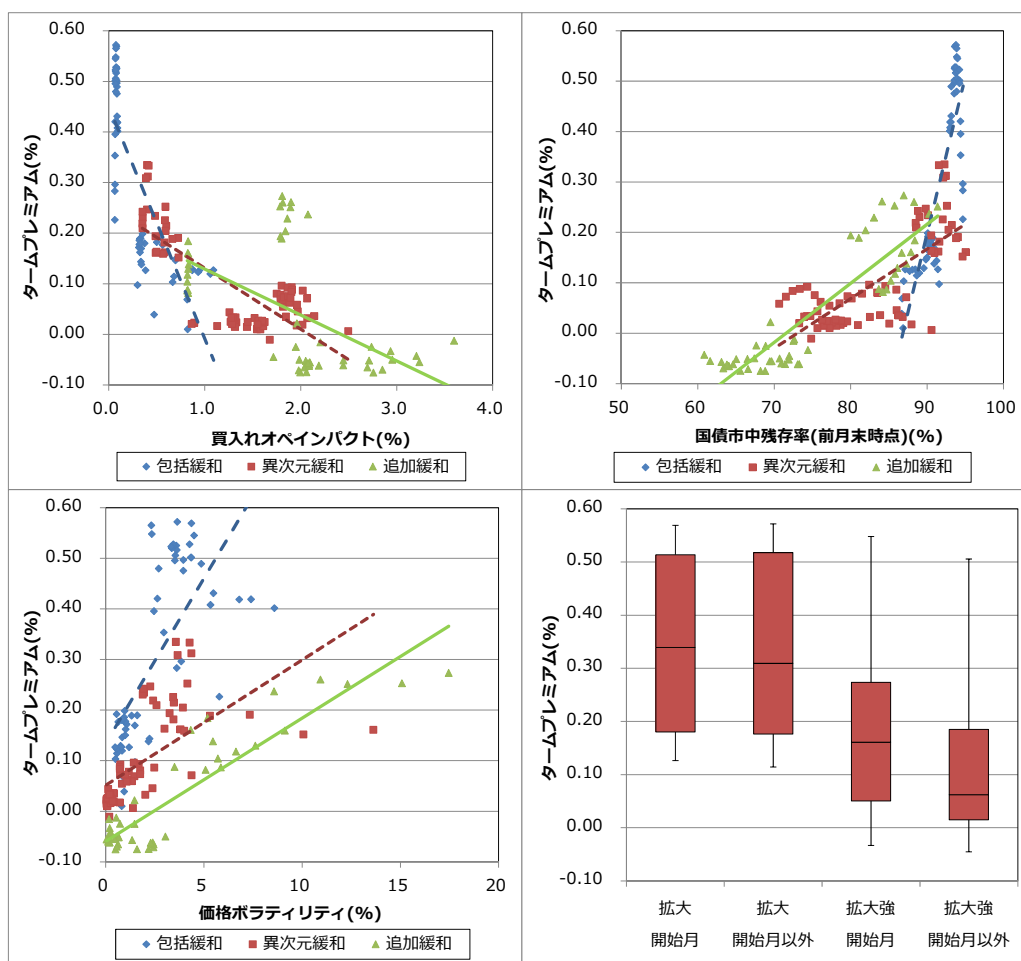 0.60
0.50
0.40
0.30
0.20
0.10
0.00
-0.10
タームプレミアム(%)
0.0 1.0 2.0 3.0 4.0
買入れオペインパクト(%)
包括緩和 異次元緩和 追加緩和
0.60
0.50
0.40
0.30
0.20
0.10
0.00
-0.10
タームプレミアム(%)
50 60 70 80 90 100
国債市中残存率(前月末時点)(%)
包括緩和 異次元緩和 追加緩和
0.60
0.50
0.40
0.30
0.20
0.10
0.00
-0.10
タームプレミアム(%)
0 5 10 15 20
価格ボラティリティ(%)
包括緩和 異次元緩和 追加緩和
0.60
0.50
0.40
0.30
0.20
0.10
0.00
-0.10
タームプレミアム(%)
拡大 拡大 拡大強 拡大強
開始月 開始月以外 開始月 開始月以外